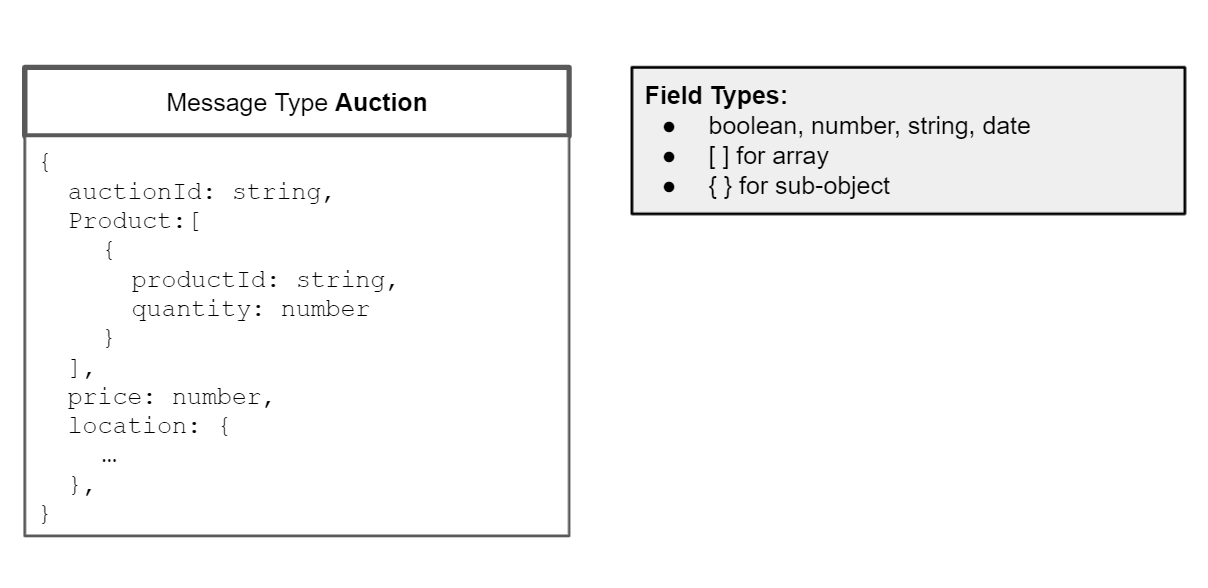 Message Type Auction
{
auctionId: string,
Product:[
{
productId: string,
quantity: number
}
],
price: number,
location: {
…
},
}
Field Types:
● boolean, number, string, date
● [ ] for array
● { } for sub-object